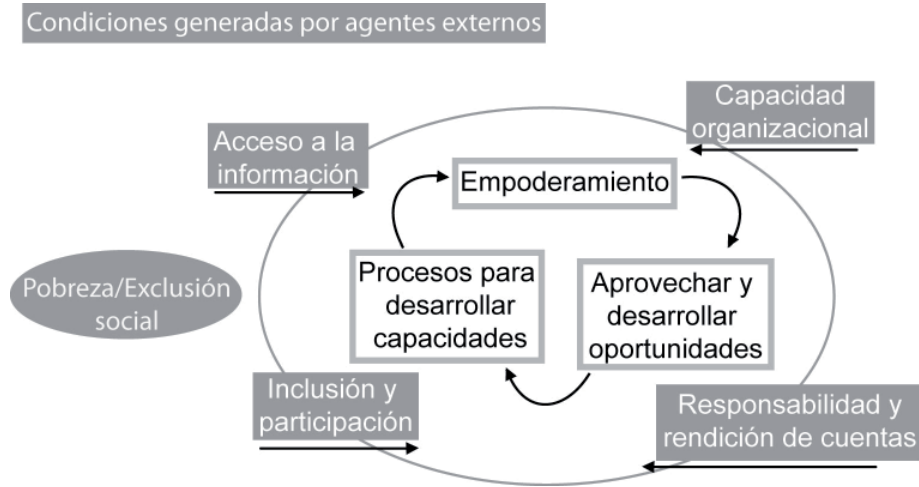 Condiciones generadas por agentes externos
Capacidad
organizacional
Acceso a la
información
Empoderamiento
Pobreza/Exclusión
social
Procesos para
desarrollar
capacidades
Aprovechar y
desarrollar
oportunidades
Inclusión y
participación
Responsabilidad y
rendición de cuentas